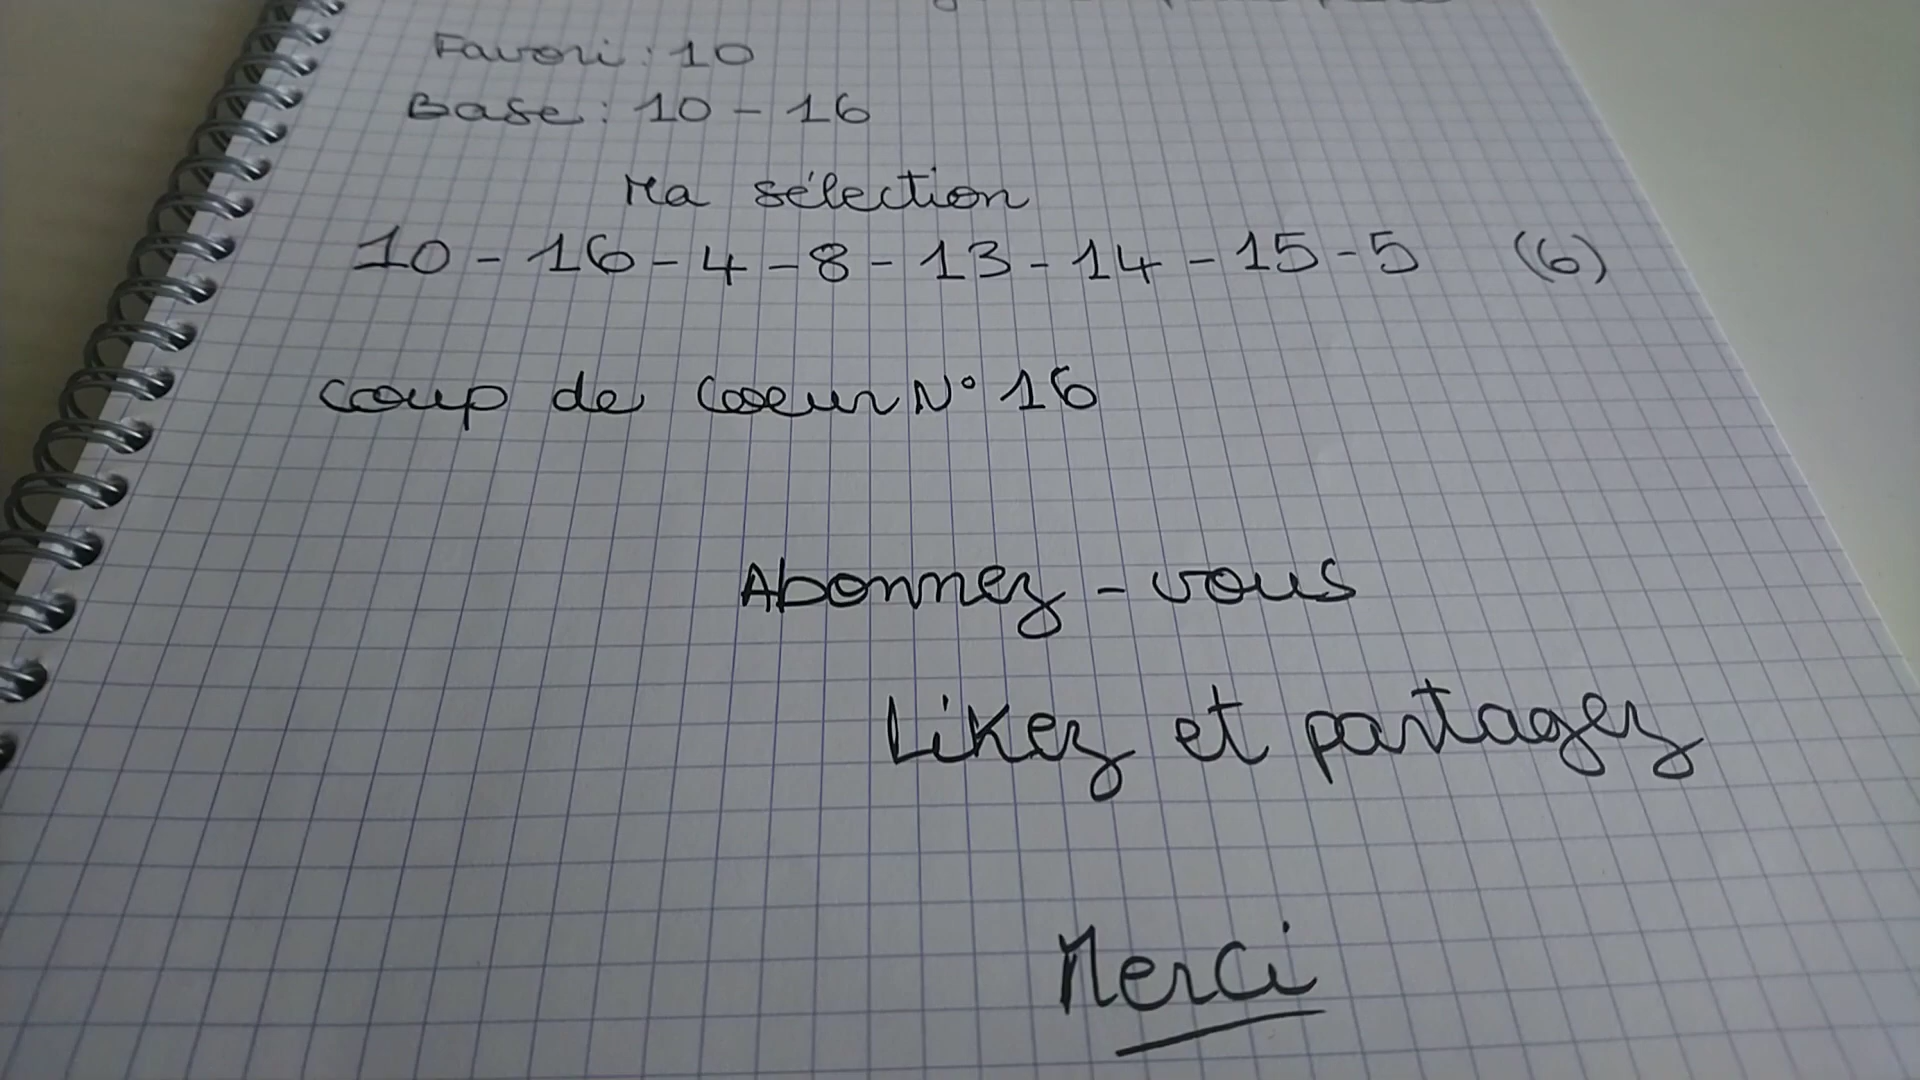 Favori : 10
Base : 10 - 16
Ma sélection
10 - 16 - 4 - 8 - 13 - 14 - 15 - 5 (6)
coup de coeur N° 16
Abonnez - vous
Likez et partagez
Merci